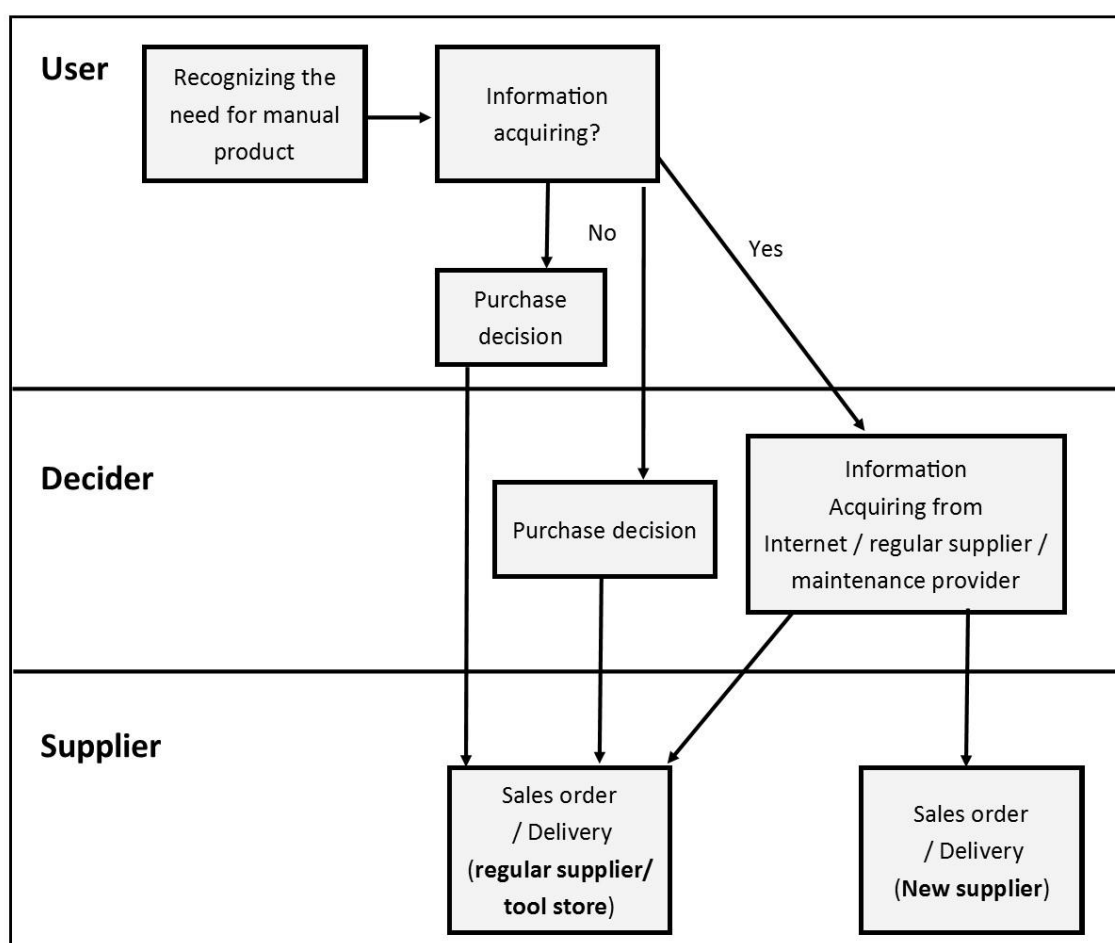 User
Recognizing the
need for manual
product
Information
acquiring?
No
Yes
Purchase
decision
Decider
Purchase decision
Information
Acquiring from
Internet / regular supplier /
maintenance provider
Supplier
Sales order
/ Delivery
(regular supplier/
tool store)
Sales order
/ Delivery
(New supplier)